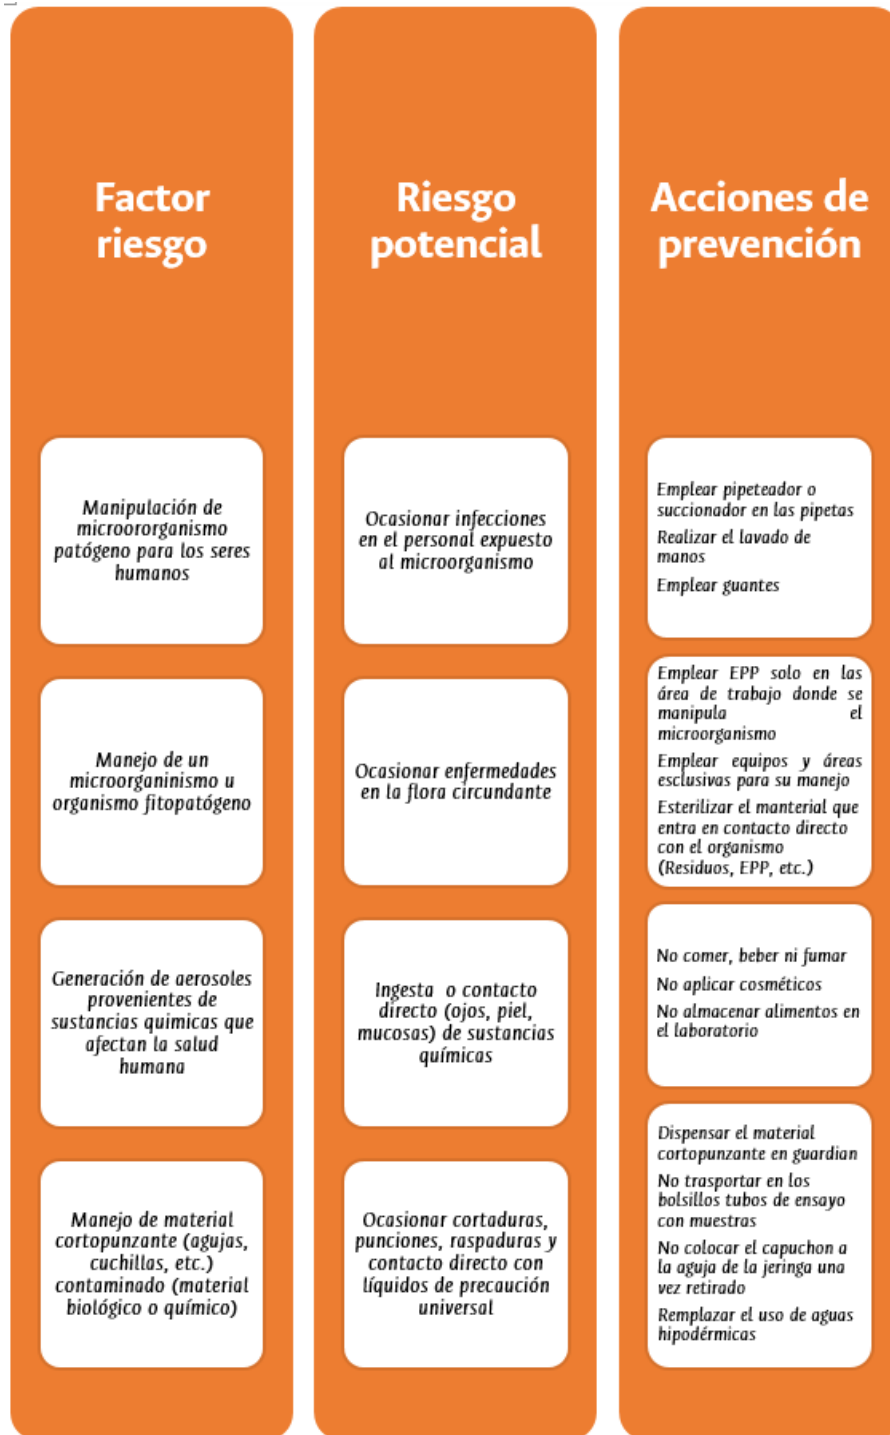 Factor
riesgo
Manipulación de
microororganismo
patógeno para los seres
humanos
Manejo de un
microorganinismo u
organismo fitopatógeno
Generación de aerosoles
provenientes de
sustancias quimicas que
afectan la salud
humana
Manejo de material
cortopunzante (agujas,
cuchillas, etc.)
contaminado (material
biológico o químico)
Riesgo
potencial
Ocasionar infecciones
en el personal expuesto
al microorganismo
Ocasionar enfermedades
en la flora circundante
Ingesta o contacto
directo (ojos, piel,
mucosas) de sustancias
químicas
Ocasionar cortaduras,
punciones, raspaduras y
contacto directo con
líquidos de precaución
universal
Acciones de
prevención
Emplear pipeteador o
succionador en las pipetas
Realizar el lavado de
manos
Emplear guantes
Emplear EPP solo en las
área de trabajo donde se
manipula el
microorganismo
Emplear equipos y áreas
esclusivas para su manejo
Esterilizar el manterial que
entra en contacto directo
con el organismo
(Residuos, EPP, etc.)
No comer, beber ni fumar
No aplicar cosméticos
No almacenar alimentos en
el laboratorio
Dispensar el material
cortopunzante en guardian
No trasportar en los
bolsillos tubos de ensayo
con muestras
No colocar el capuchon a
la aguja de la jeringa una
vez retirado
Remplazar el uso de aguas
hipodérmicas